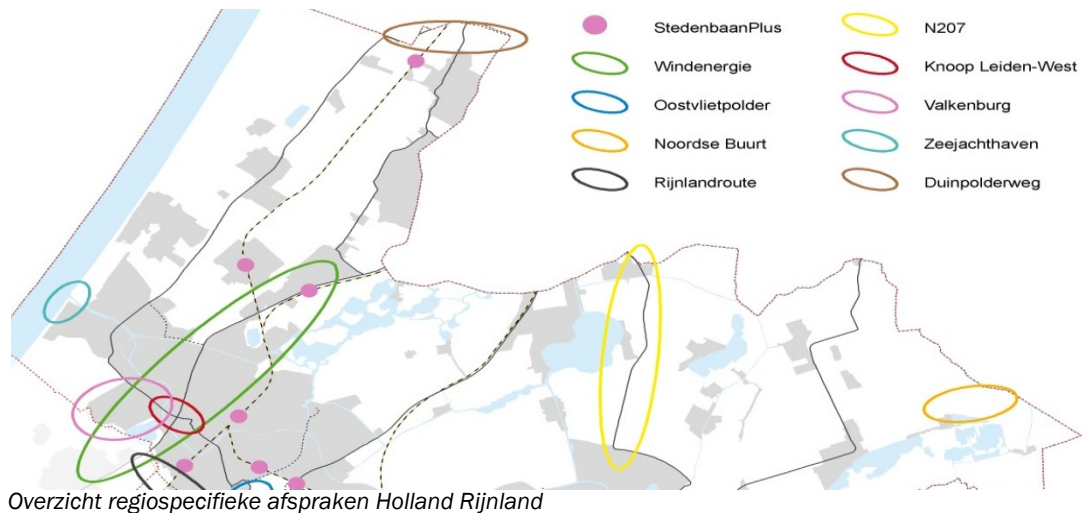 StedenbaanPlus
N207
Windenergie
Knoop Leiden-West
Oostvlietpolder
Valkenburg
Noordse Buurt
Zeejachthaven
Rijnlandroute
Duinpolderweg
Overzicht regiospecifieke afspraken Holland Rijnland